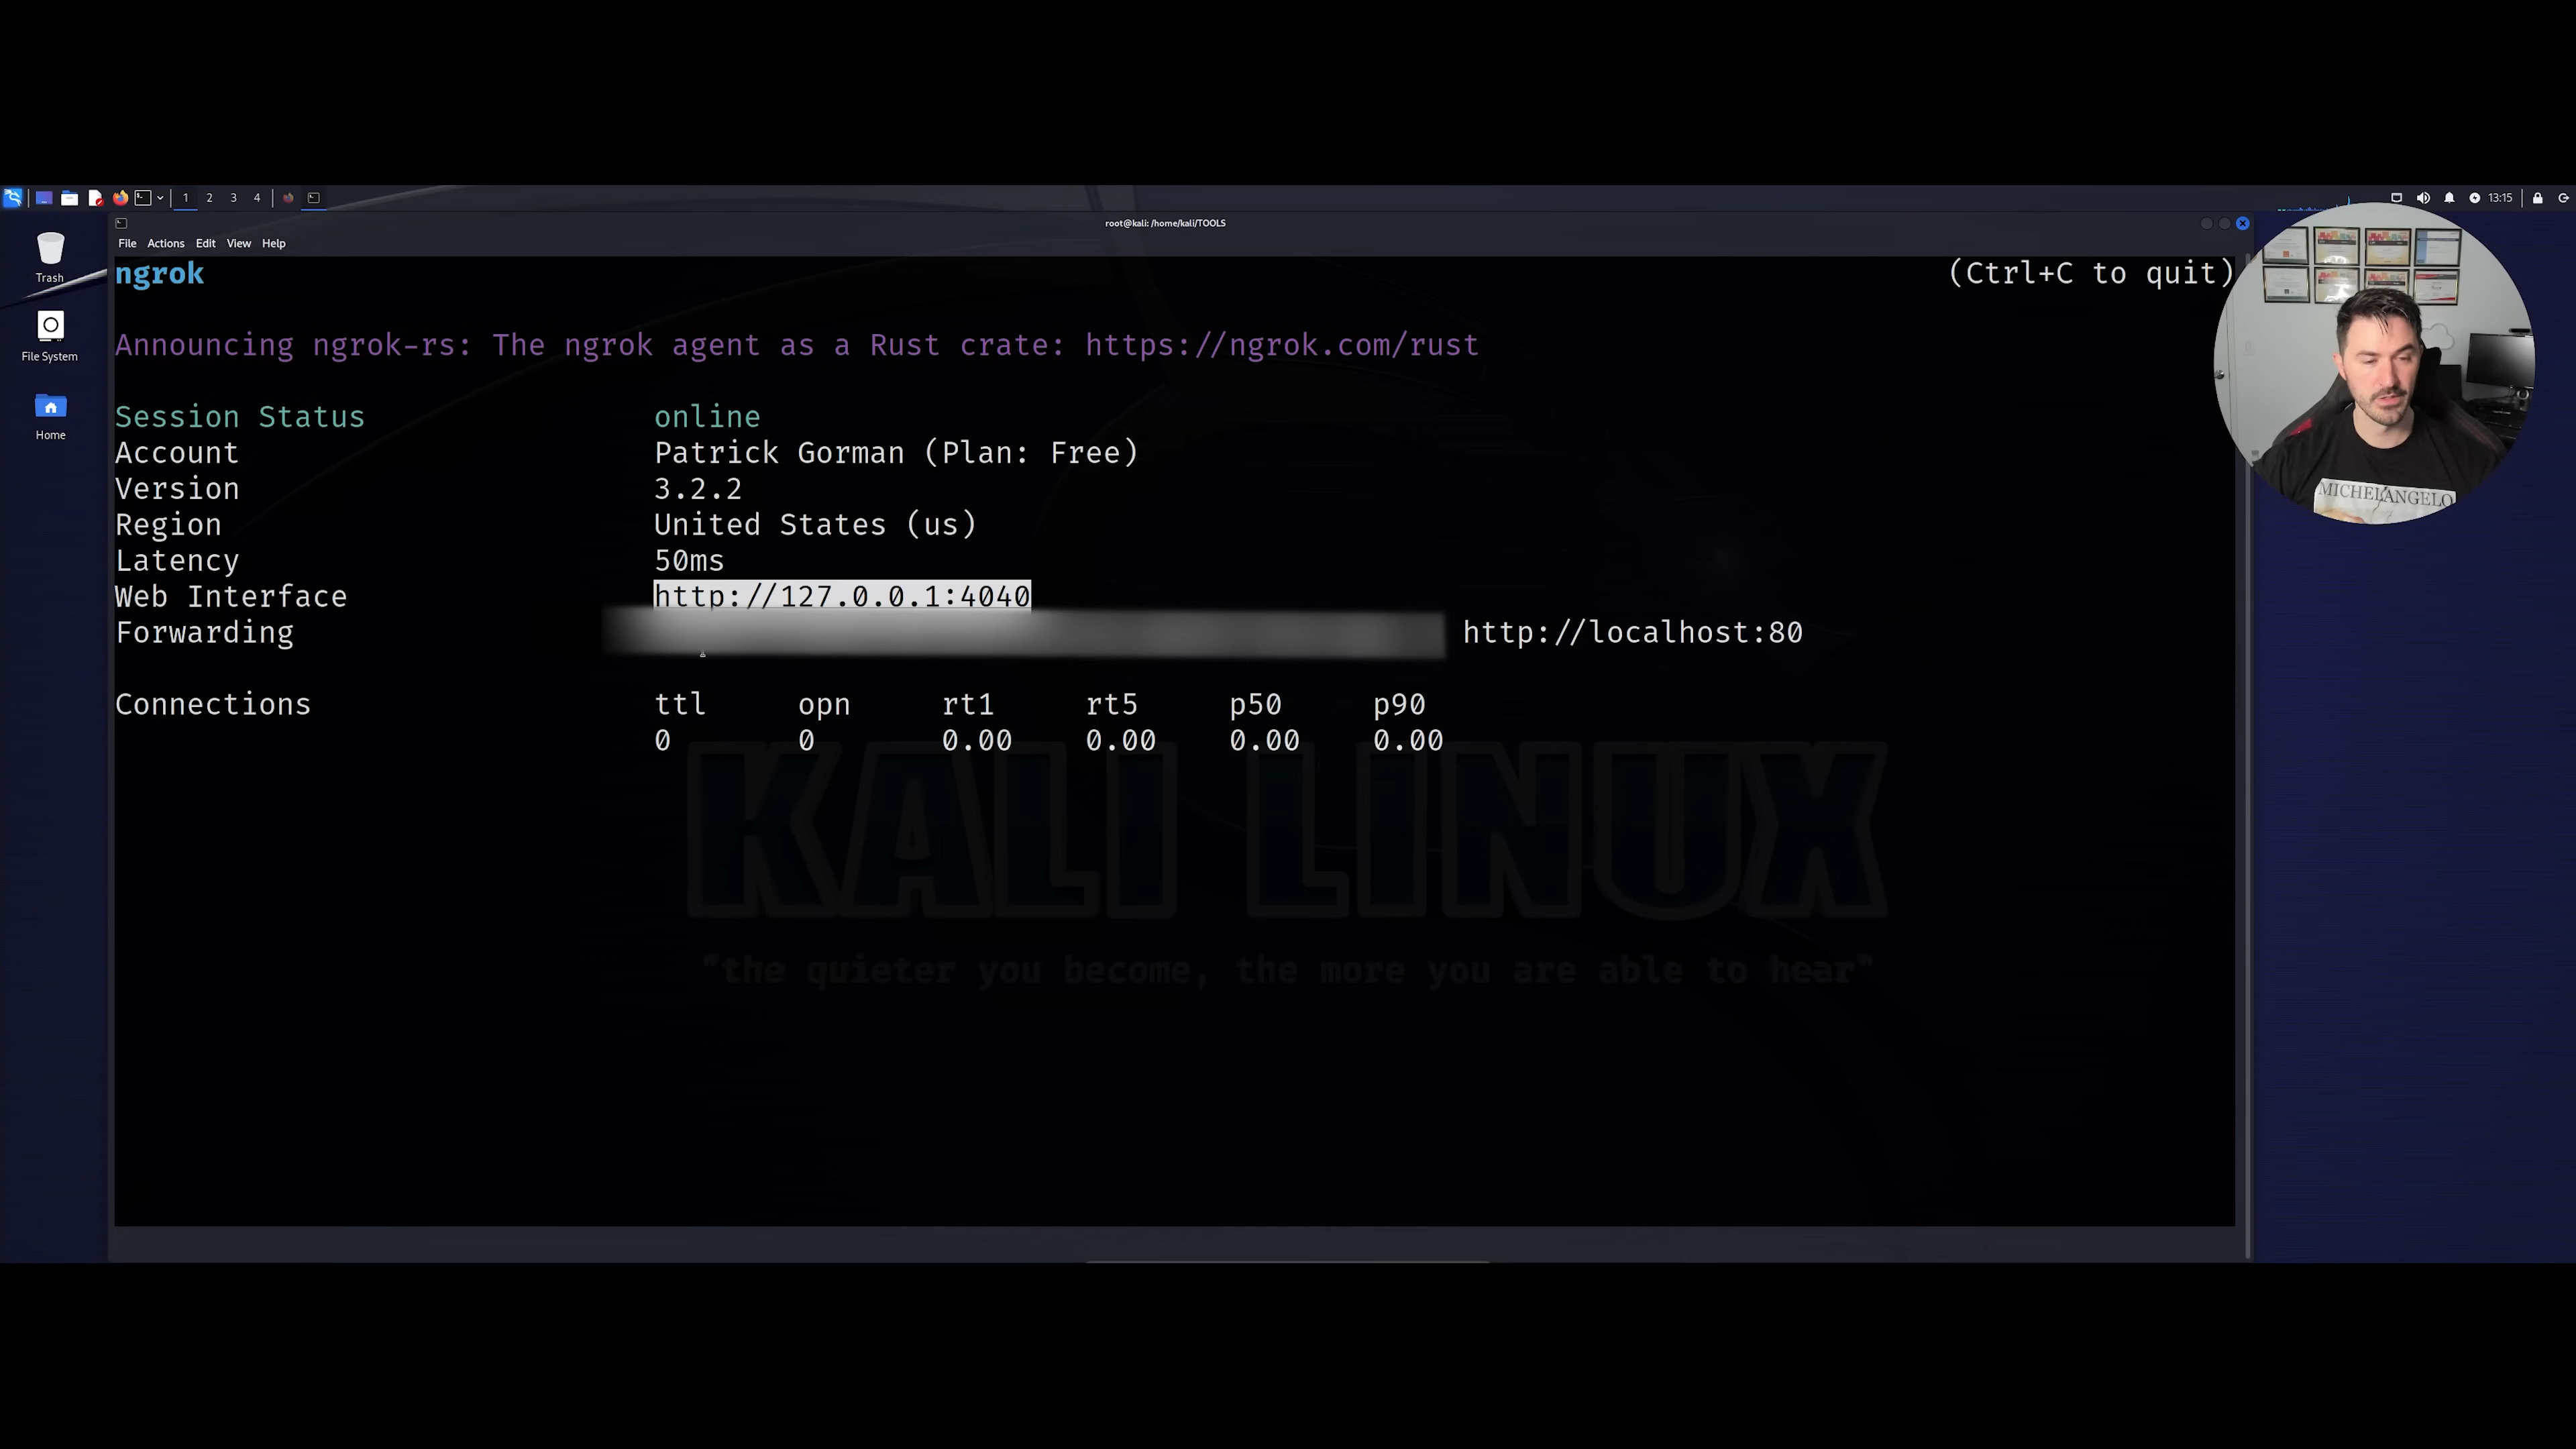 1 2 3 4
13:15
root@kali: /home/kali/TOOLS
File Actions Edit View Help
Trash
File System
Home
ngrok (Ctrl+C to quit)
Announcing ngrok-rs: The ngrok agent as a Rust crate: https://ngrok.com/rust
Session Status online
Account Patrick Gorman (Plan: Free)
Version 3.2.2
Region United States (us)
Latency 50ms
Web Interface http://127.0.0.1:4040
Forwarding http://localhost:80
Connections ttl opn rt1 rt5 p50 p90
0 0 0.00 0.00 0.00 0.00
KALI LINUX
"the quieter you become, the more you are able to hear"
MICHELANGELO